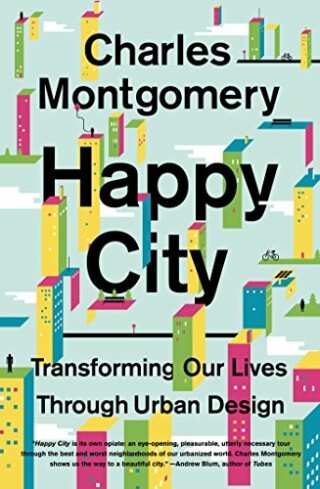 Charles
Montgomery
Happy
City
Transforming Our Lives
Through Urban Design
"Happy City is its own opiate: an eye-opening, pleasurable, utterly necessary tour
through the best and worst neighborhoods of our urbanized world. Charles Montgomery
shows us the way to a beautiful city." —Andrew Blum, author of Tubes